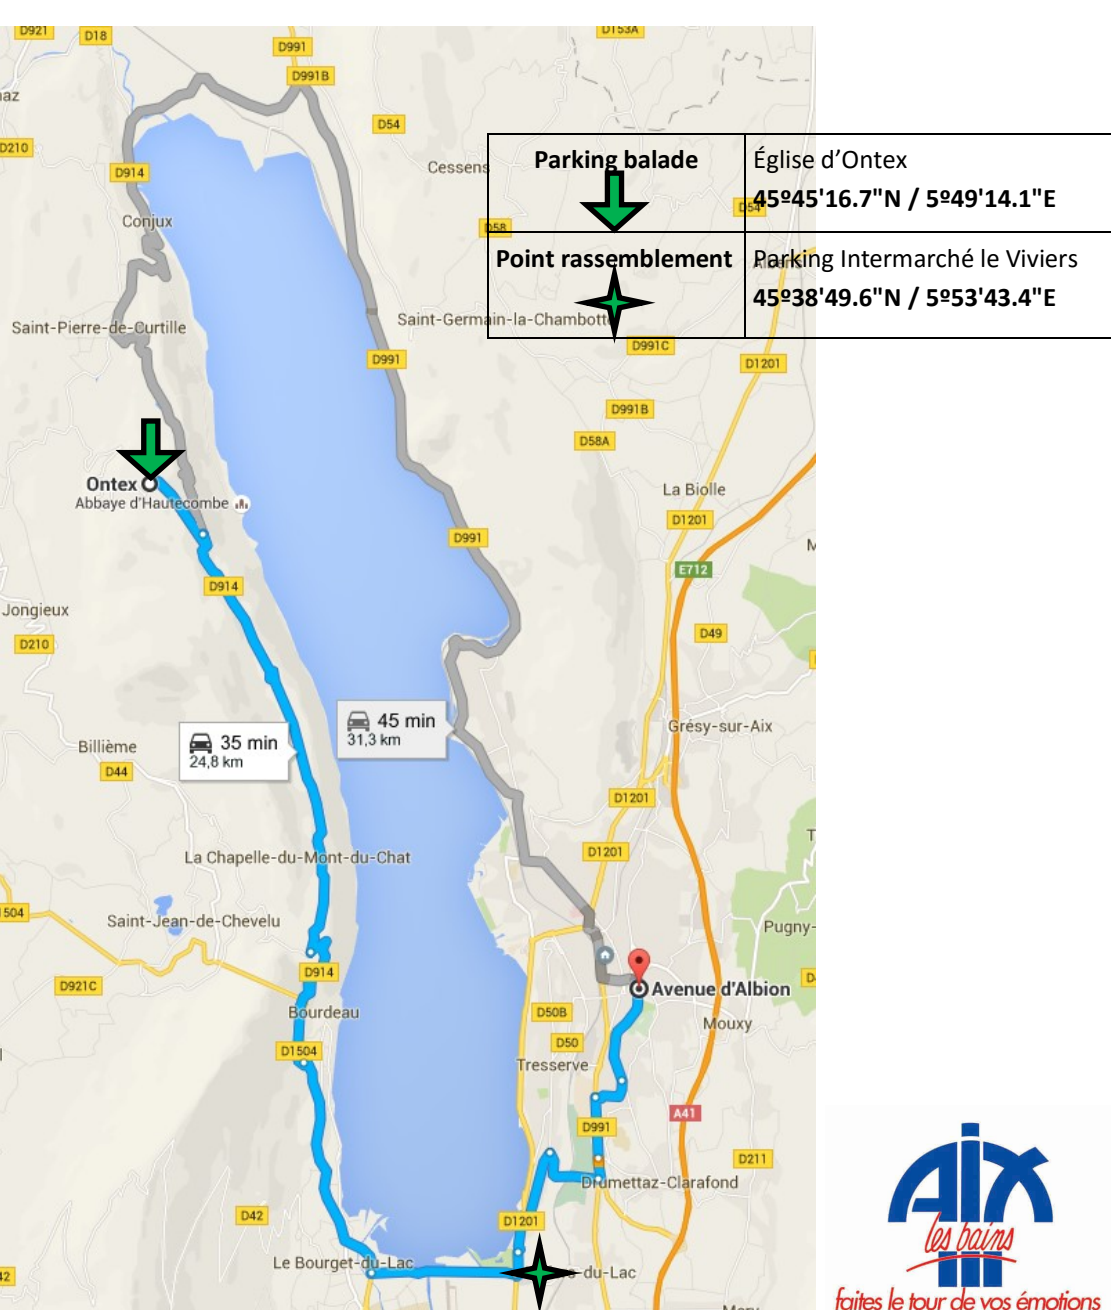 D921
D18
D991
D153A
D991B
az
D54
D210
Cessens
D914
D58
D54
Conjux
Parking balade
Église d’Ontex
45º45'16.7"N / 5º49'14.1"E
Point rassemblement
Parking Intermarché le Viviers
45º38'49.6"N / 5º53'43.4"E
Saint-Pierre-de-Curtille
Saint-Germain-la-Chambotte
D991C
D991
D1201
D991B
D58A
Ontex
Abbaye d'Hautecombe
La Biolle
D1201
D991
E712
D914
Jongieux
D210
D49
45 min
31,3 km
35 min
24,8 km
Grésy-sur-Aix
Billième
D44
D1201
La Chapelle-du-Mont-du-Chat
D1201
1504
Saint-Jean-de-Chevelu
Pugny-
D914
D921C
Avenue d'Albion
Bourdeau
D50B
Mouxy
D50
D1504
Tresserve
A41
D991
D211
Drumettaz-Clarafond
D42
D1201
Le Bourget-du-Lac
-du-Lac
42
AIX
les bains
faites le tour de vos émotions